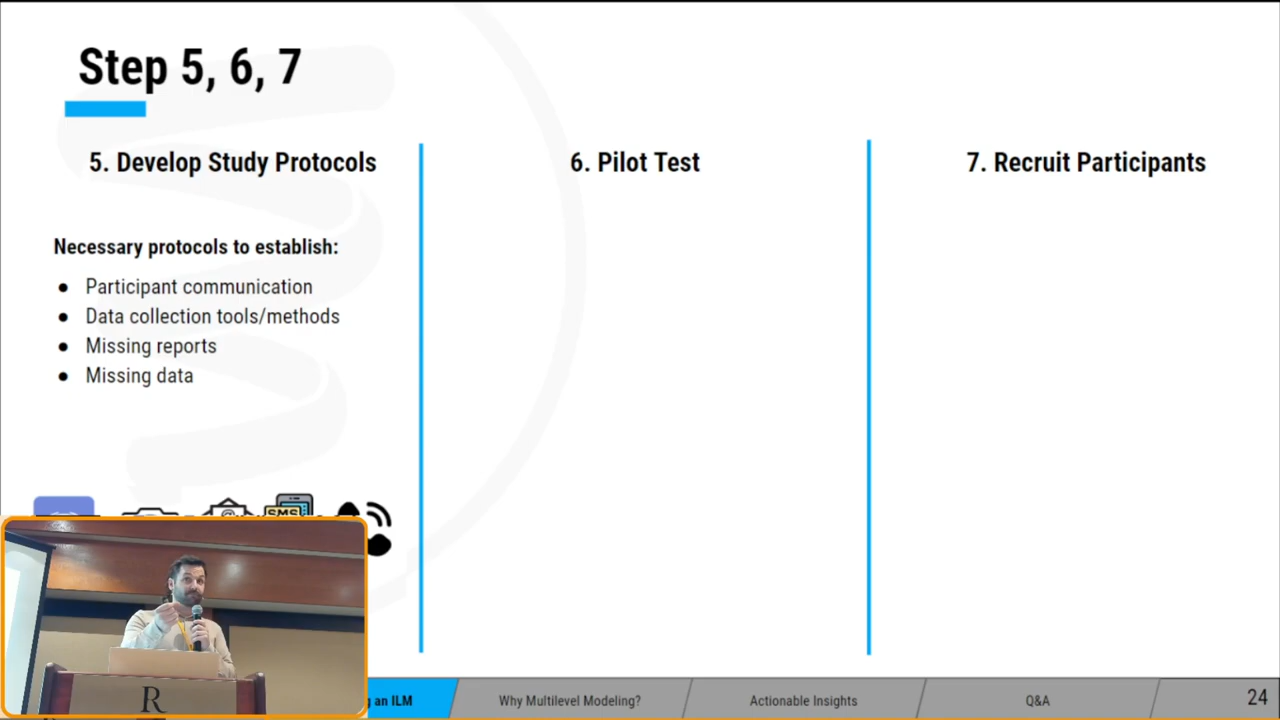 Step 5, 6, 7
5. Develop Study Protocols
6. Pilot Test
7. Recruit Participants
Necessary protocols to establish:
● Participant communication
● Data collection tools/methods
● Missing reports
● Missing data
@
SMS
R
an ILM
Why Multilevel Modeling?
Actionable Insights
Q&A
24